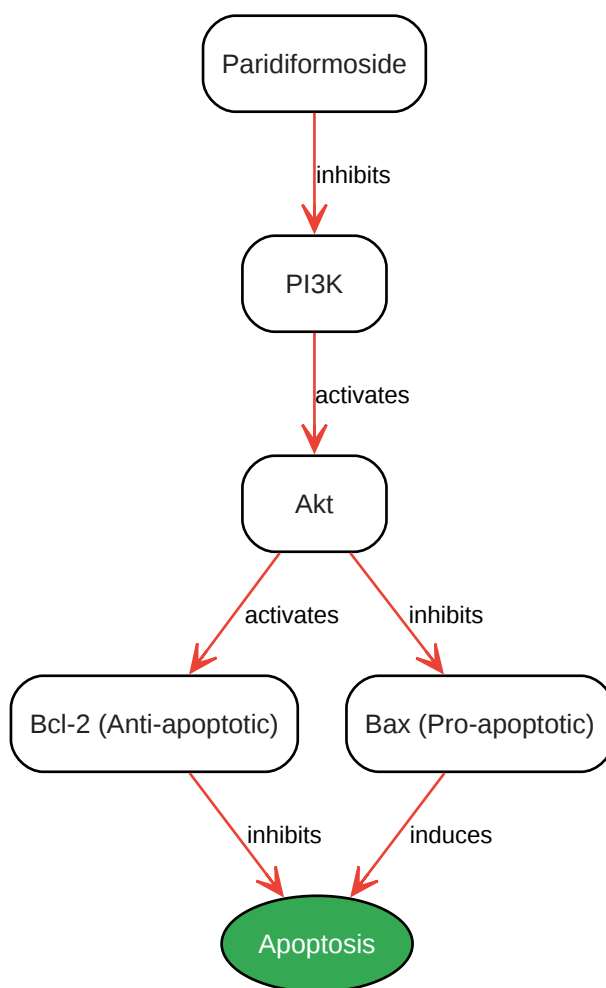 Paridiformoside
inhibits
PI3K
activates
Akt
activates
inhibits
Bcl-2 (Anti-apoptotic)
Bax (Pro-apoptotic)
inhibits
induces
Apoptosis